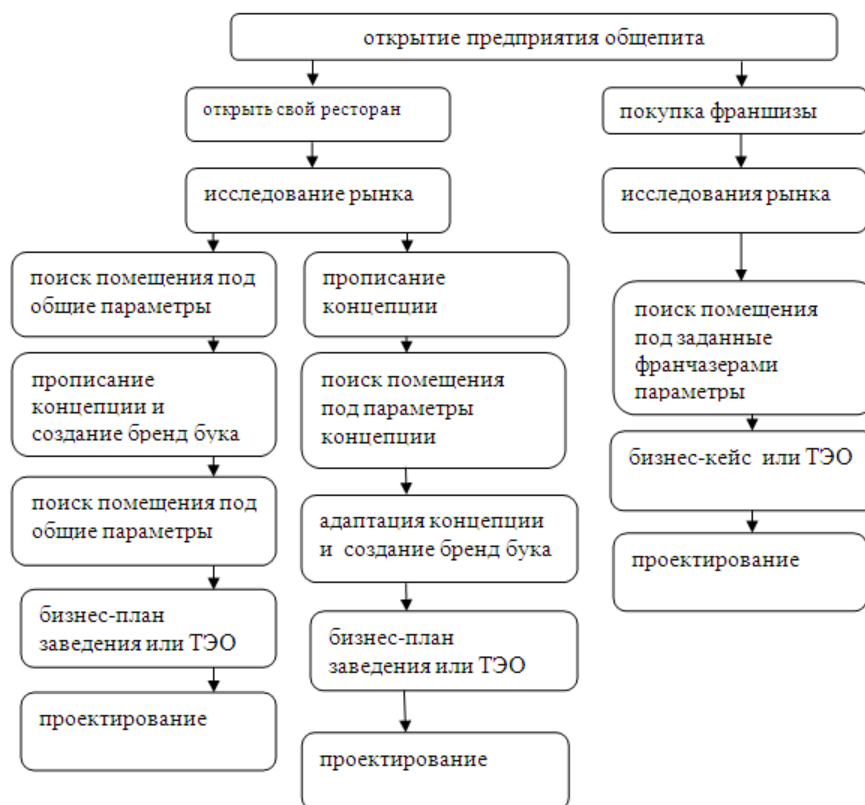 открытие предприятия общепита
открыть свой ресторан
покупка франшизы
исследование рынка
исследования рынка
поиск помещения под
общие параметры
прописание
концепции
поиск помещения
под заданные
франчазерами
параметры
прописание
концепции и
создание бренд бука
поиск помещения
под параметры
концепции
бизнес-кейс или ТЭО
поиск помещения под
общие параметры
адаптация концепции
и создание бренд бука
проектирование
бизнес-план
заведения или ТЭО
бизнес-план
заведения или ТЭО
проектирование
проектирование